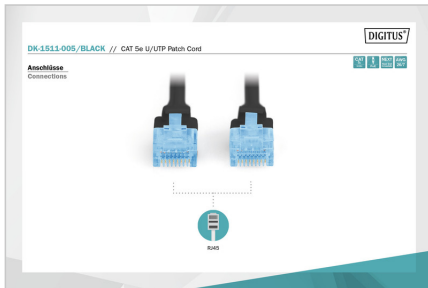 DIGITUS®
DK-1511-005/BLACK // CAT 5e U/UTP Patch Cord
Anschlüsse
Connections
RJ45